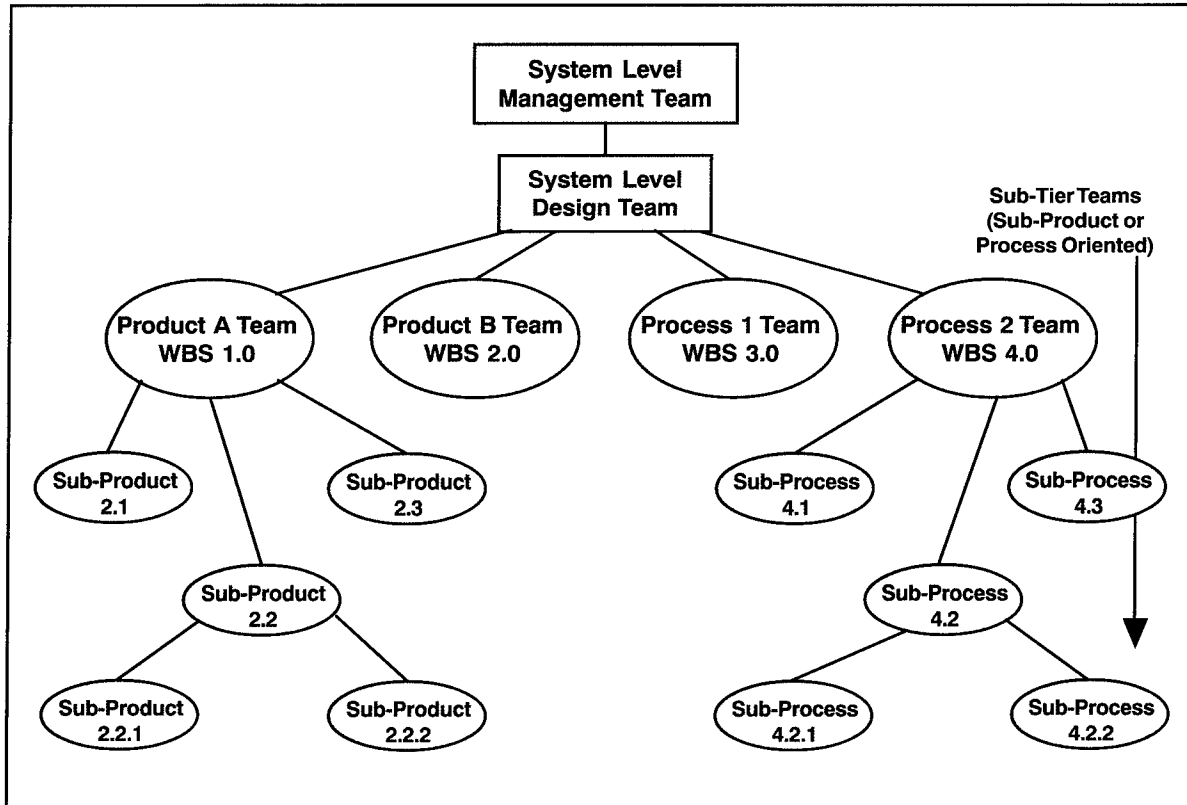 System Level
Management Team
System Level
Design Team
Sub-Tier Teams
(Sub-Product or
Process Oriented)
Product A Team
WBS 1.0
Product B Team
WBS 2.0
Process 1 Team
WBS 3.0
Process 2 Team
WBS 4.0
Sub-Product
2.1
Sub-Product
2.3
Sub-Process
4.1
Sub-Process
4.3
Sub-Product
2.2
Sub-Process
4.2
Sub-Product
2.2.1
Sub-Product
2.2.2
Sub-Process
4.2.1
Sub-Process
4.2.2